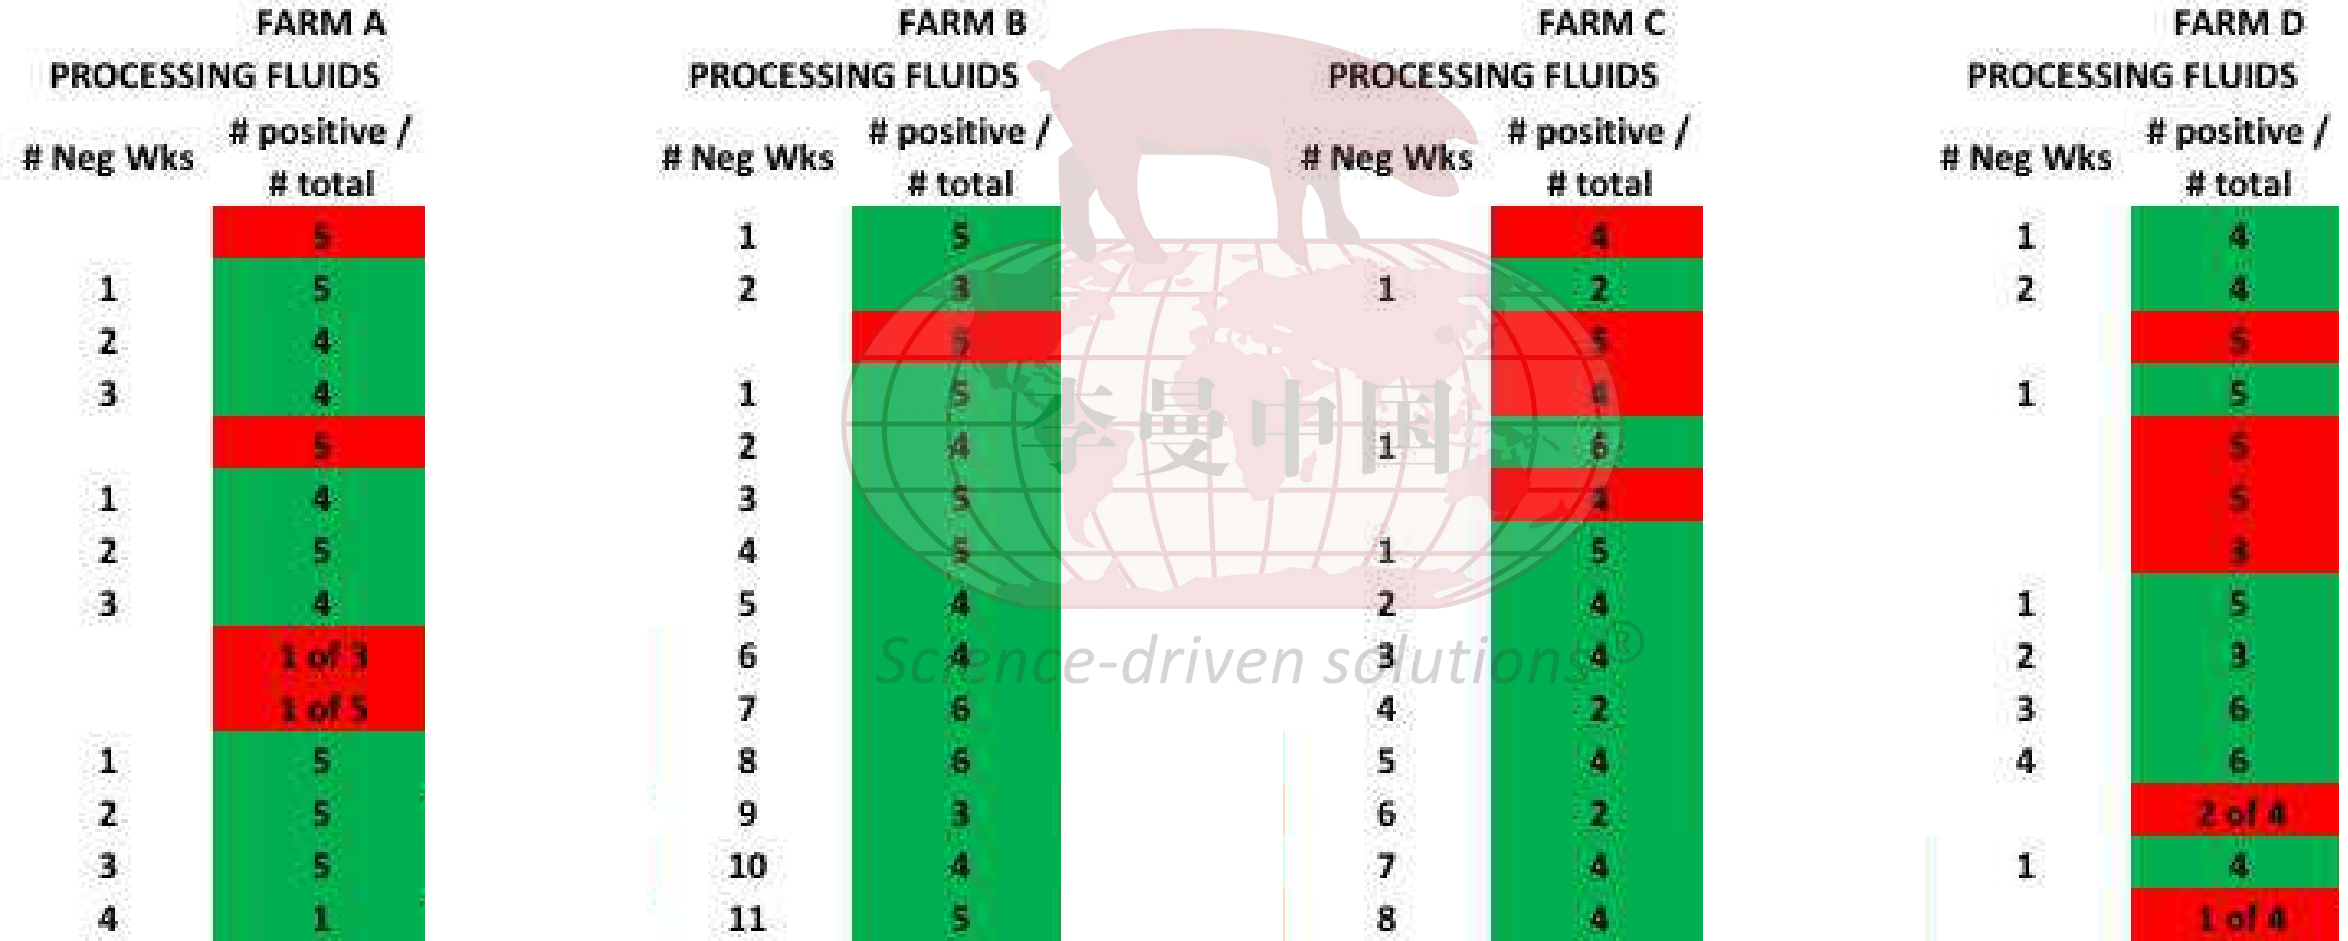 FARM A
PROCESSING FLUIDS
# Neg Wks # positive /
# total
5
1 5
2 4
3 4
5
1 4
2 5
3 4
1 of 3
1 of 5
1 5
2 5
3 5
4 1
FARM B
PROCESSING FLUIDS
# Neg Wks # positive /
# total
1 5
2 3
1 5
2 4
3 5
4 5
5 4
6 4
7 6
8 6
9 3
10 4
11 5
FARM C
PROCESSING FLUIDS
# Neg Wks # positive /
# total
4
1 2
5
1 6
4
1 5
2 4
3 4
4 2
5 4
6 2
7 4
8 4
FARM D
PROCESSING FLUIDS
# Neg Wks # positive /
# total
1 4
2 4
5
1 5
5
5
1 5
2 3
3 6
4 6
2 of 4
1 4
1 of 4
李曼中国
Science-driven solutions®